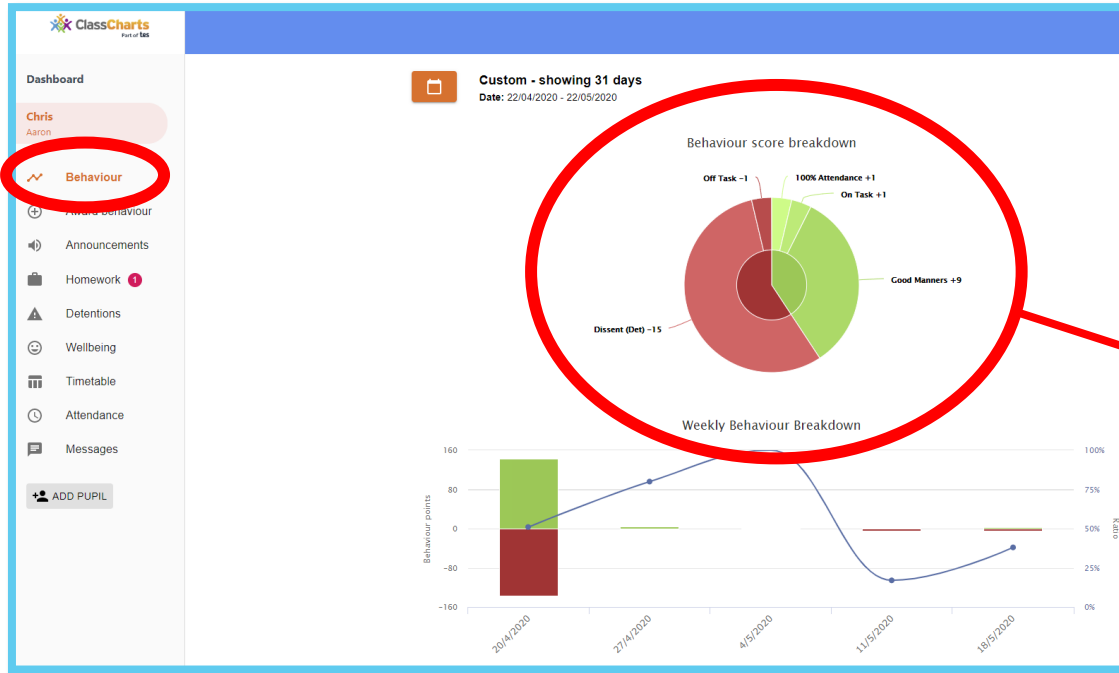 ClassCharts
Part of tes
Dashboard
Chris
Aaron
Behaviour
Award behaviour
Announcements
Homework 1
Detentions
Wellbeing
Timetable
Attendance
Messages
ADD PUPIL
Custom - showing 31 days
Date: 22/04/2020 - 22/05/2020
Behaviour score breakdown
Off Task -1
100% Attendance +1
On Task +1
Good Manners +9
Dissent (Det) -15
Weekly Behaviour Breakdown
Behaviour points
160
80
0
-80
-160
100%
75%
50%
25%
0%
Ratio
20/4/2020
27/4/2020
4/5/2020
11/5/2020
18/5/2020